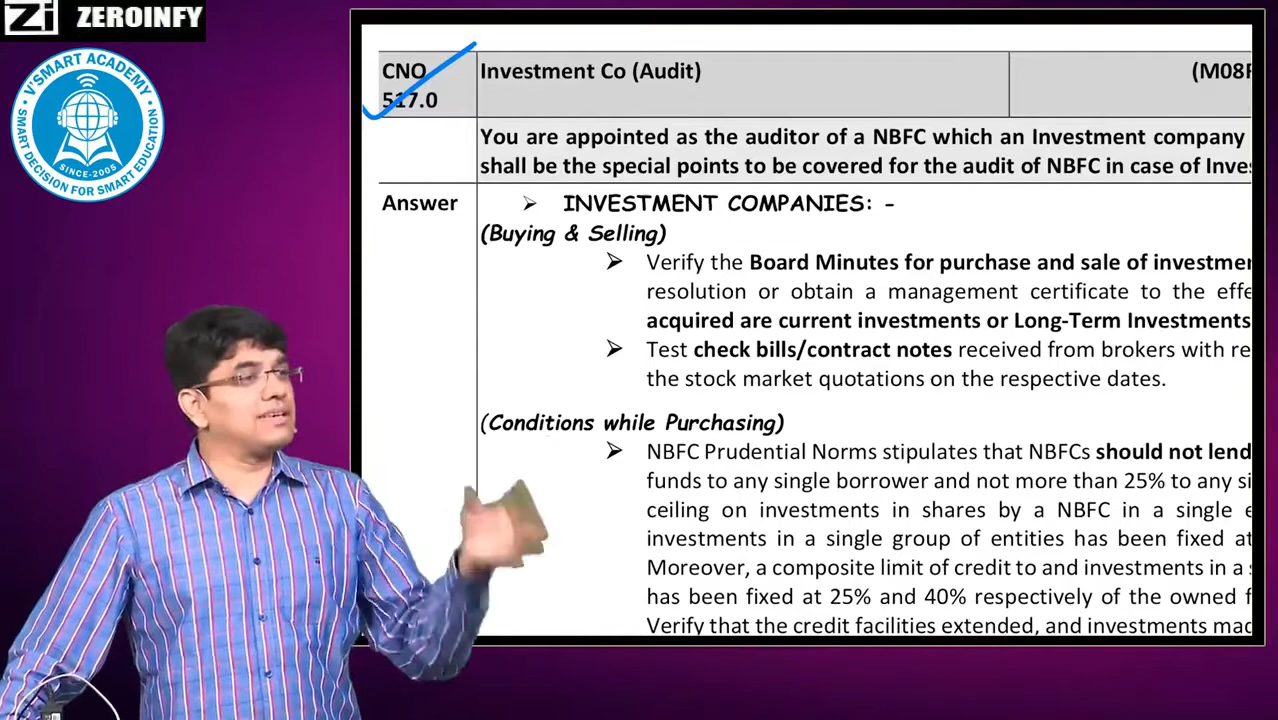 Zi ZEROINFY
V'SMART ACADEMY
SINCE-2005
SMART DECISION FOR SMART EDUCATION
CNO
517.0
Investment Co (Audit)
(M08
You are appointed as the auditor of a NBFC which an Investment company
shall be the special points to be covered for the audit of NBFC in case of Inve
Answer
➢ INVESTMENT COMPANIES: -
(Buying & Selling)
➢ Verify the Board Minutes for purchase and sale of investmen
resolution or obtain a management certificate to the effe
acquired are current investments or Long-Term Investments
➢ Test check bills/contract notes received from brokers with re
the stock market quotations on the respective dates.
(Conditions while Purchasing)
➢ NBFC Prudential Norms stipulates that NBFCs should not lend
funds to any single borrower and not more than 25% to any si
ceiling on investments in shares by a NBFC in a single e
investments in a single group of entities has been fixed at
Moreover, a composite limit of credit to and investments in a
has been fixed at 25% and 40% respectively of the owned f
Verify that the credit facilities extended, and investments mad